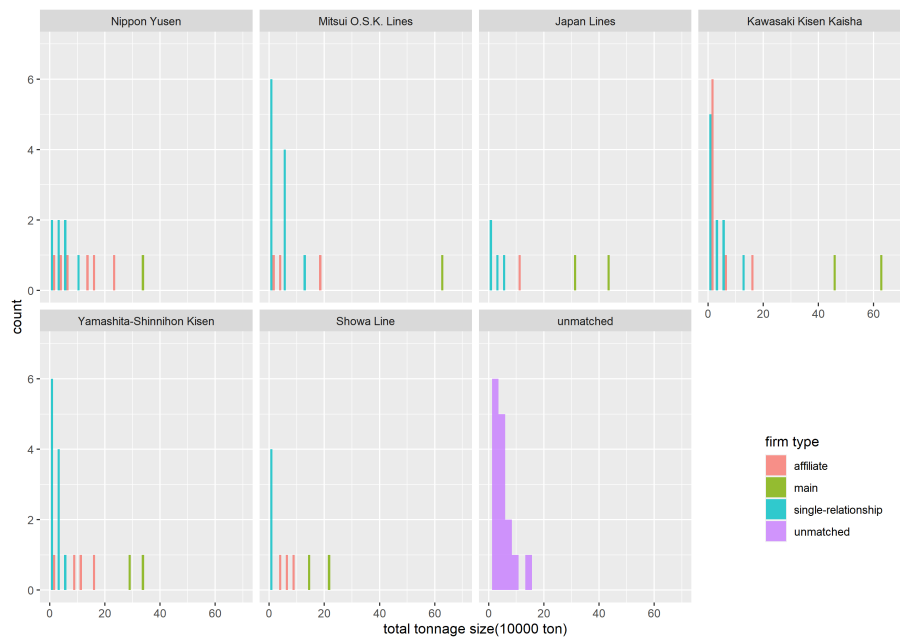 Nippon Yusen
Mitsui O.S.K. Lines
Japan Lines
Kawasaki Kisen Kaisha
6
4
2
0
0 20 40 60
Yamashita-Shinnihon Kisen
Showa Line
unmatched
6
4
2
0
0 20 40 60
0 20 40 60
0 20 40 60
count
total tonnage size(10000 ton)
firm type
affiliate
main
single-relationship
unmatched